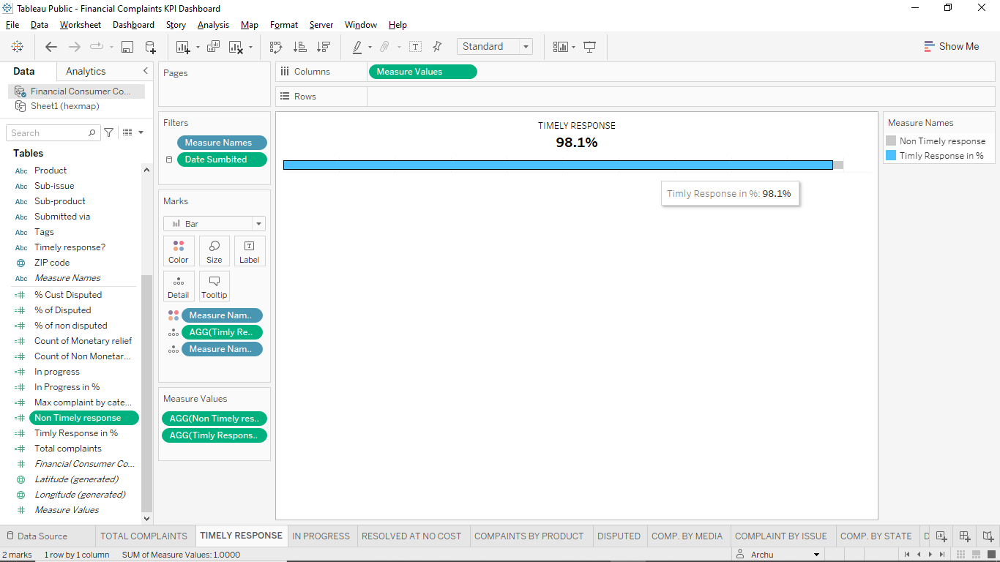 Tableau Public - Financial Complaints KPI Dashboard
File Data Worksheet Dashboard Story Analysis Map Format Server Window Help
Standard
Show Me
Data Analytics
Financial Consumer Co...
Sheet1 (hexmap)
Search
Tables
Abc Product
Abc Sub-issue
Abc Sub-product
Abc Submitted via
Abc Tags
Abc Timely response?
ZIP code
Abc Measure Names
% Cust Disputed
% of Disputed
% of non disputed
Count of Monetary relief
Count of Non Monetar...
In progress
In Progress in %
Max complaint by cate...
Non Timely response
Timly Response in %
Total complaints
Financial Consumer Co...
Latitude (generated)
Longitude (generated)
Measure Values
Pages
Filters
Measure Names
Date Sumbited
Marks
Bar
Color Size Label
Detail Tooltip
Measure Nam..
AGG(Timly Re..
Measure Nam..
Measure Values
AGG(Non Timely res..
AGG(Timly Respons..
Columns Measure Values
Rows
TIMELY RESPONSE
98.1%
Timly Response in %: 98.1%
Measure Names
Non Timely response
Timly Response in %
Data Source TOTAL COMPLAINTS TIMELY RESPONSE IN PROGRESS RESOLVED AT NO COST COMPAINTS BY PRODUCT DISPUTED COMP. BY MEDIA COMPLAINT BY ISSUE COMP. BY STATE D
2 marks 1 row by 1 column SUM of Measure Values: 1.0000 Archu